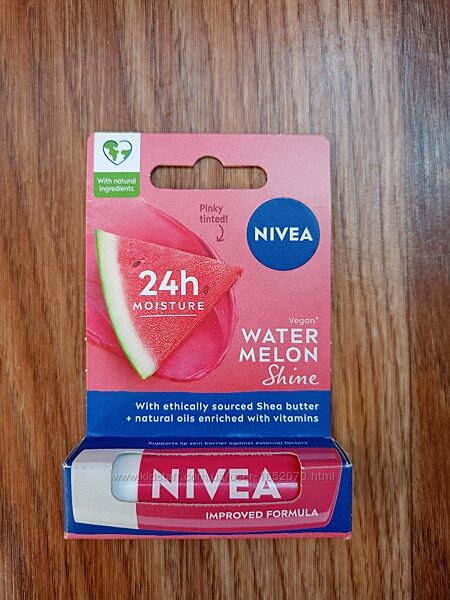 With natural
ingredients
Pinky
tinted!
NIVEA
24h
MOISTURE
Vegan*
WATER
MELON
Shine
With ethically sourced Shea butter
+ natural oils enriched with vitamins
Supports lip skin barrier against external factors
NIVEA
IMPROVED FORMULA